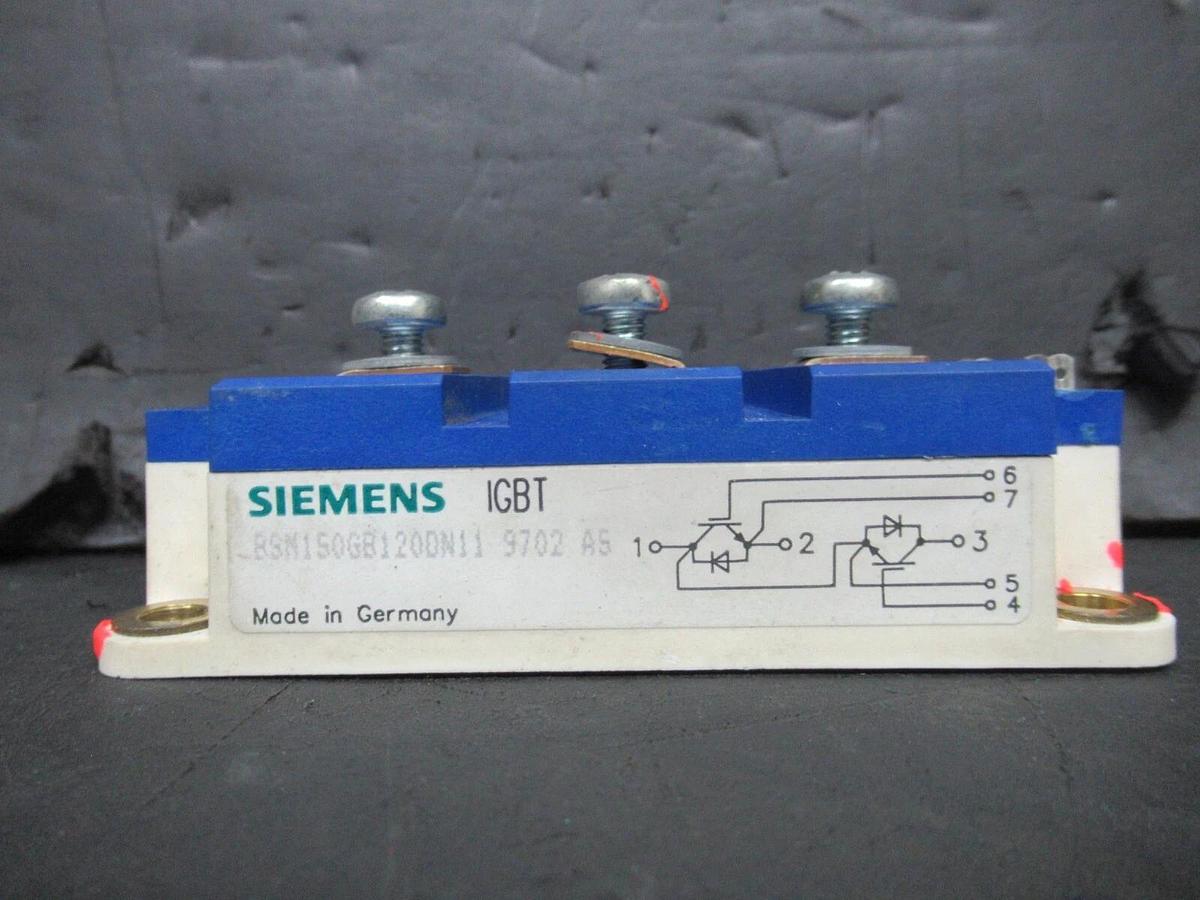 SIEMENS IGBT
BSM150GB120DN11 9702 A5
Made in Germany
6
7
1 2 3
5
4